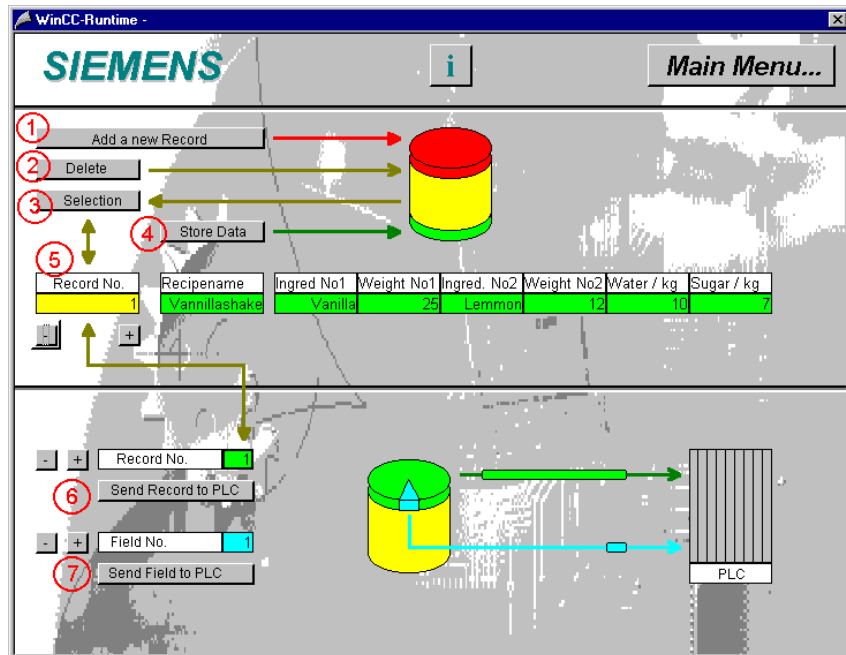 WinCC-Runtime -
SIEMENS
i
Main Menu...
1
Add a new Record
2
Delete
3
Selection
4
Store Data
5
Record No. Recipename Ingred No1 Weight No1 Ingred. No2 Weight No2 Water / kg Sugar / kg
1 Vannillashake Vanilla 25 Lemmon 12 10 7
- +
- + Record No. 1
6 Send Record to PLC
- + Field No. 1
7 Send Field to PLC
PLC